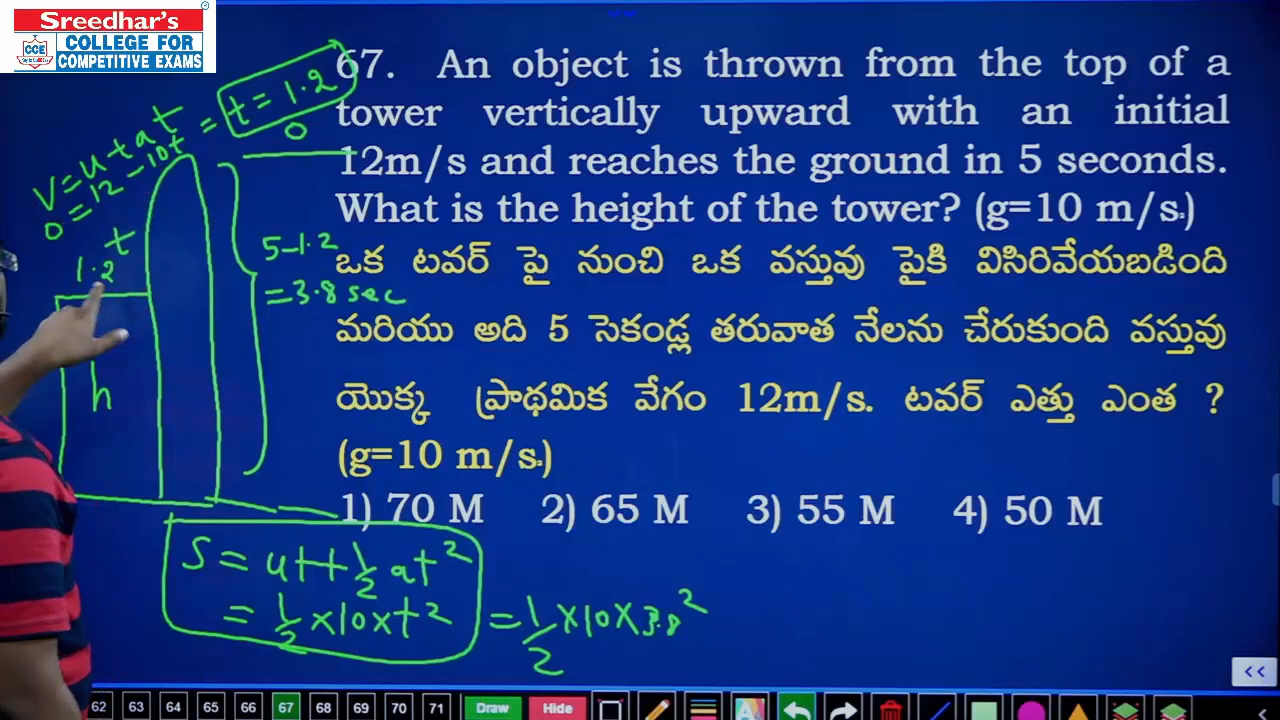 Sreedhar's
CCE
COLLEGE FOR
COMPETITIVE EXAMS
67. An object is thrown from the top of a
tower vertically upward with an initial
12m/s and reaches the ground in 5 seconds.
What is the height of the tower? (g=10 m/s)
ఒక టవర్ పై నుంచి ఒక వస్తువు పైకి విసిరివేయబడింది
మరియు అది 5 సెకండ్ల తరువాత నేలను చేరుకుంది వస్తువు
యొక్క ప్రాథమిక వేగం 12m/s. టవర్ ఎత్తు ఎంత ?
(g=10 m/s)
1) 70 M 2) 65 M 3) 55 M 4) 50 M
V=u+at
0=12-10t = t=1.2
0
t
1.2
h
5-1.2
=3.8 sec
S=ut+1/2 at²
=1/2×10×t² =1/2×10×3.8²
<<
62 63 64 65 66 67 68 69 70 71 Draw Hide